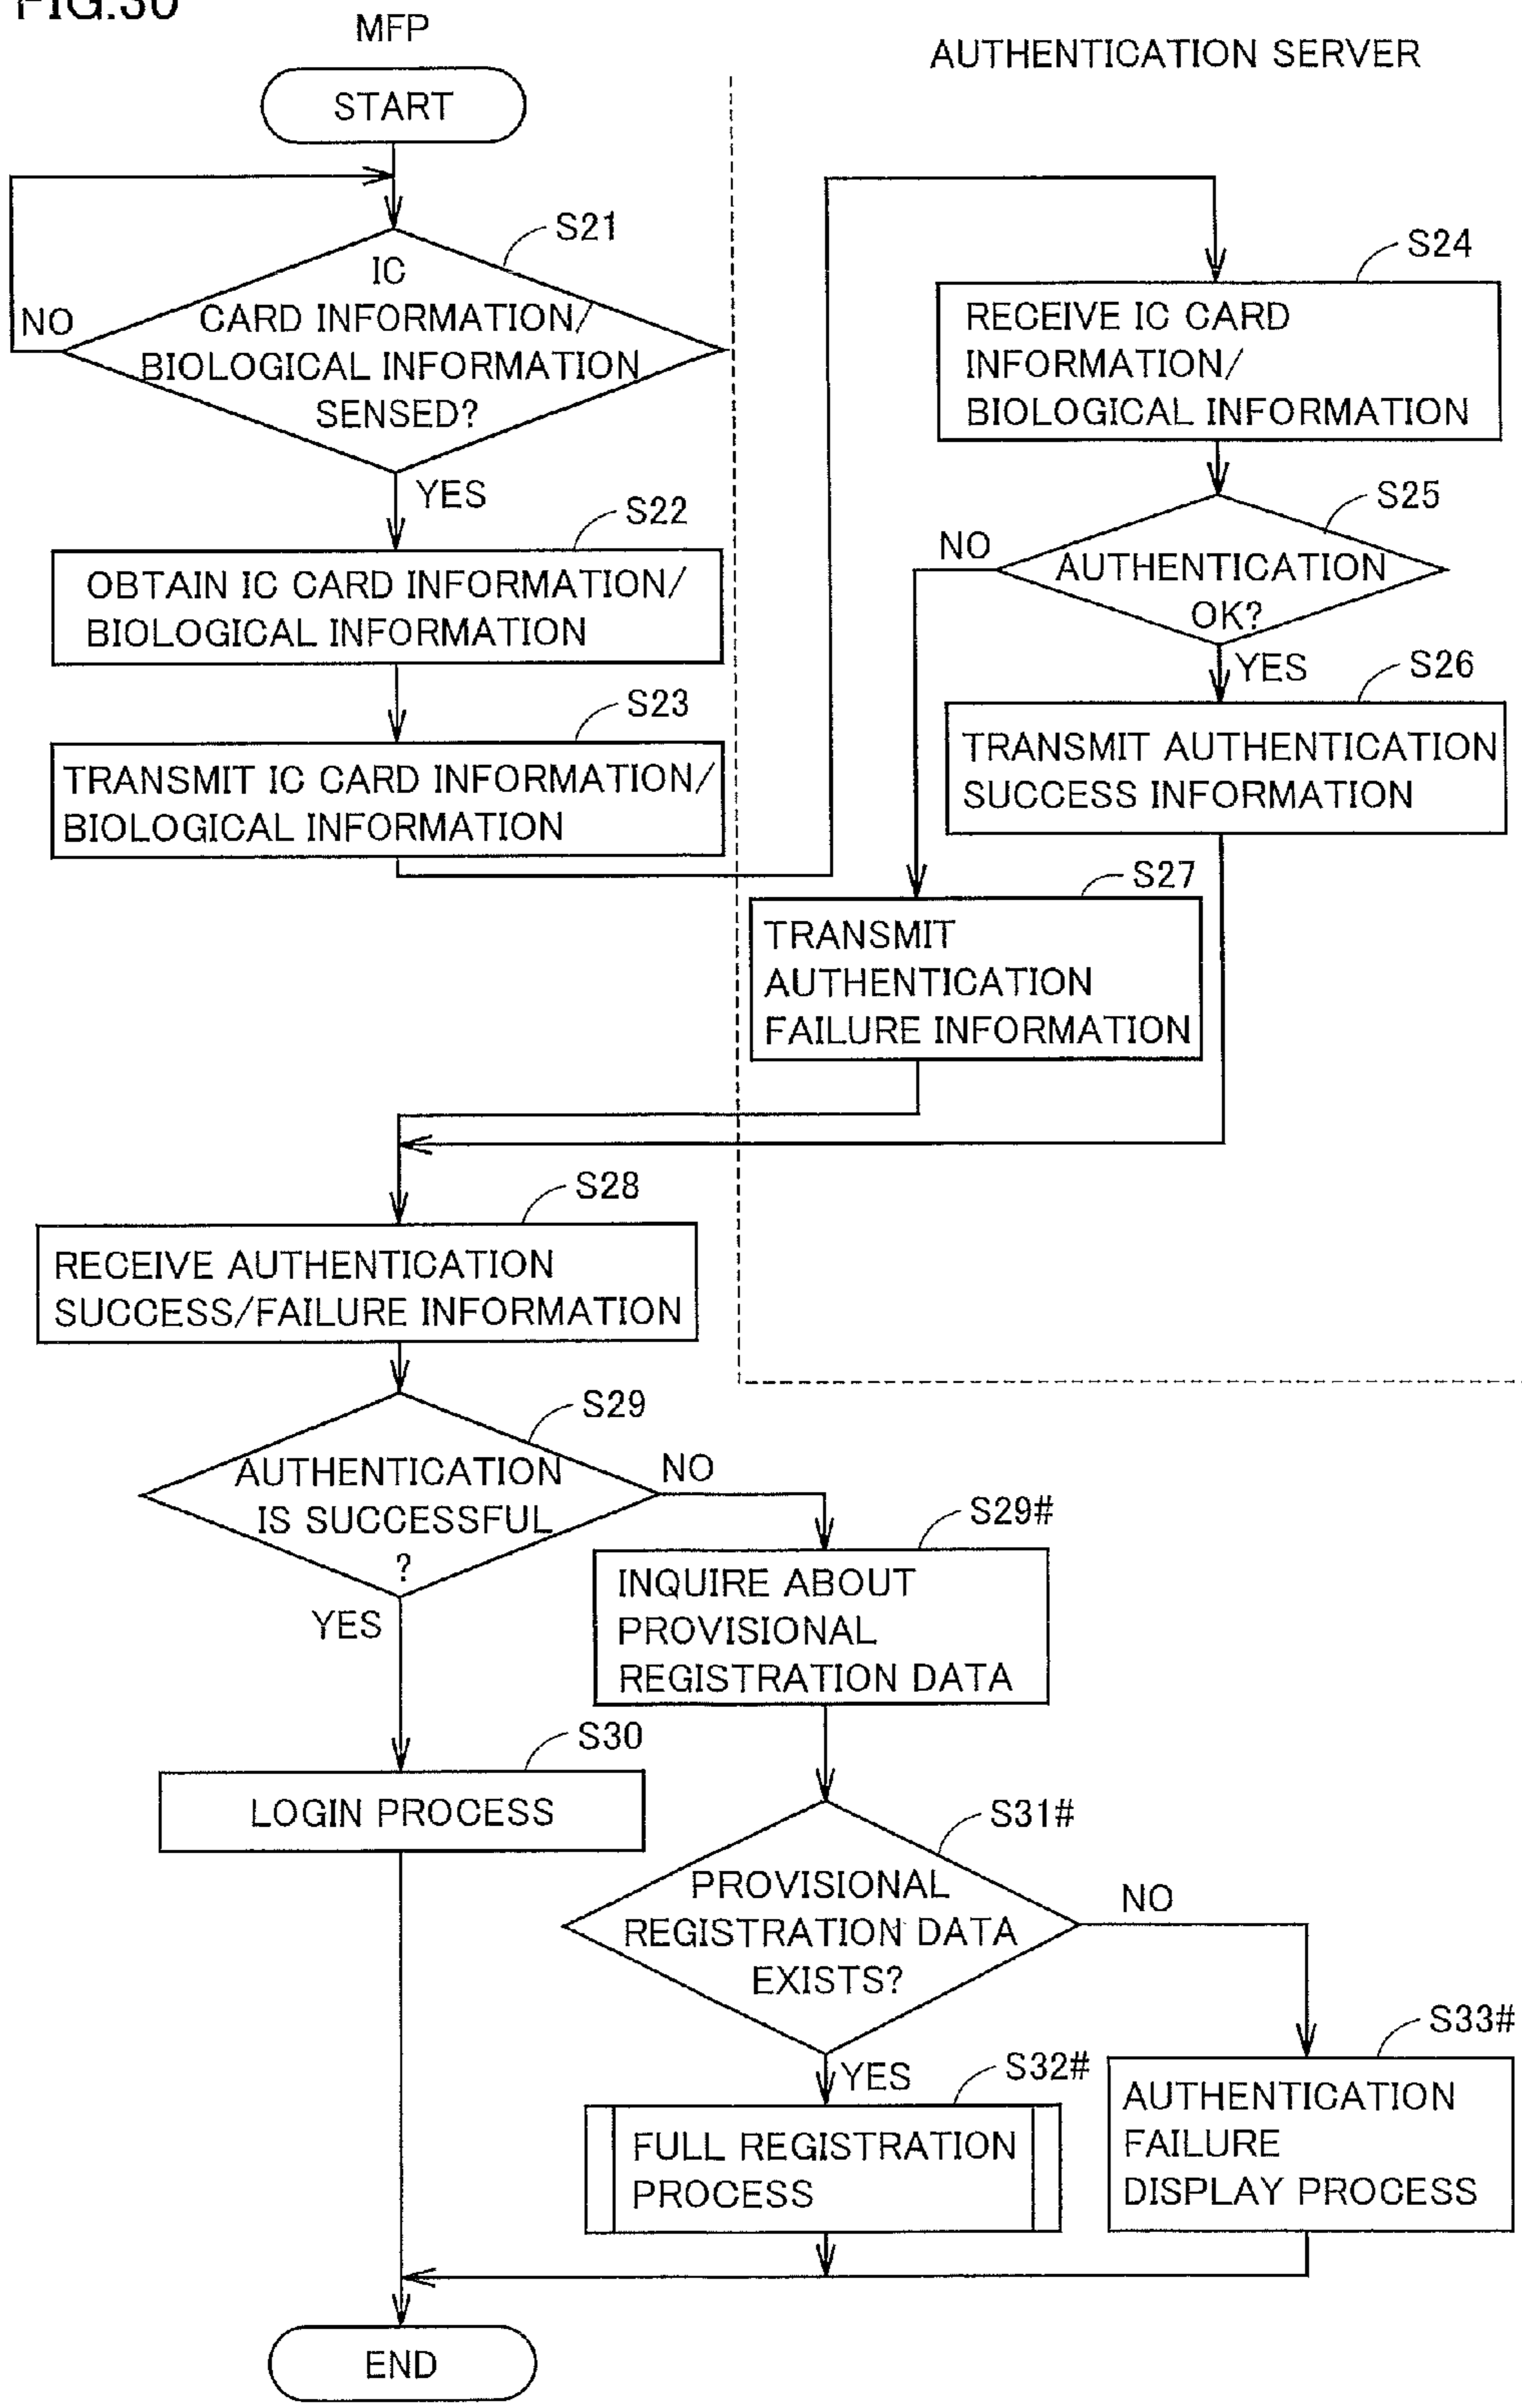 FIG.30
MFP
AUTHENTICATION SERVER
START
S21
IC
CARD INFORMATION/
BIOLOGICAL INFORMATION
SENSED?
NO
YES
S22
OBTAIN IC CARD INFORMATION/
BIOLOGICAL INFORMATION
S23
TRANSMIT IC CARD INFORMATION/
BIOLOGICAL INFORMATION
S24
RECEIVE IC CARD
INFORMATION/
BIOLOGICAL INFORMATION
S25
NO
AUTHENTICATION
OK?
YES
S26
TRANSMIT AUTHENTICATION
SUCCESS INFORMATION
S27
TRANSMIT
AUTHENTICATION
FAILURE INFORMATION
S28
RECEIVE AUTHENTICATION
SUCCESS/FAILURE INFORMATION
S29
AUTHENTICATION
IS SUCCESSFUL
?
NO
YES
S29#
INQUIRE ABOUT
PROVISIONAL
REGISTRATION DATA
S30
LOGIN PROCESS
S31#
PROVISIONAL
REGISTRATION DATA
EXISTS?
NO
YES
S32#
FULL REGISTRATION
PROCESS
S33#
AUTHENTICATION
FAILURE
DISPLAY PROCESS
END